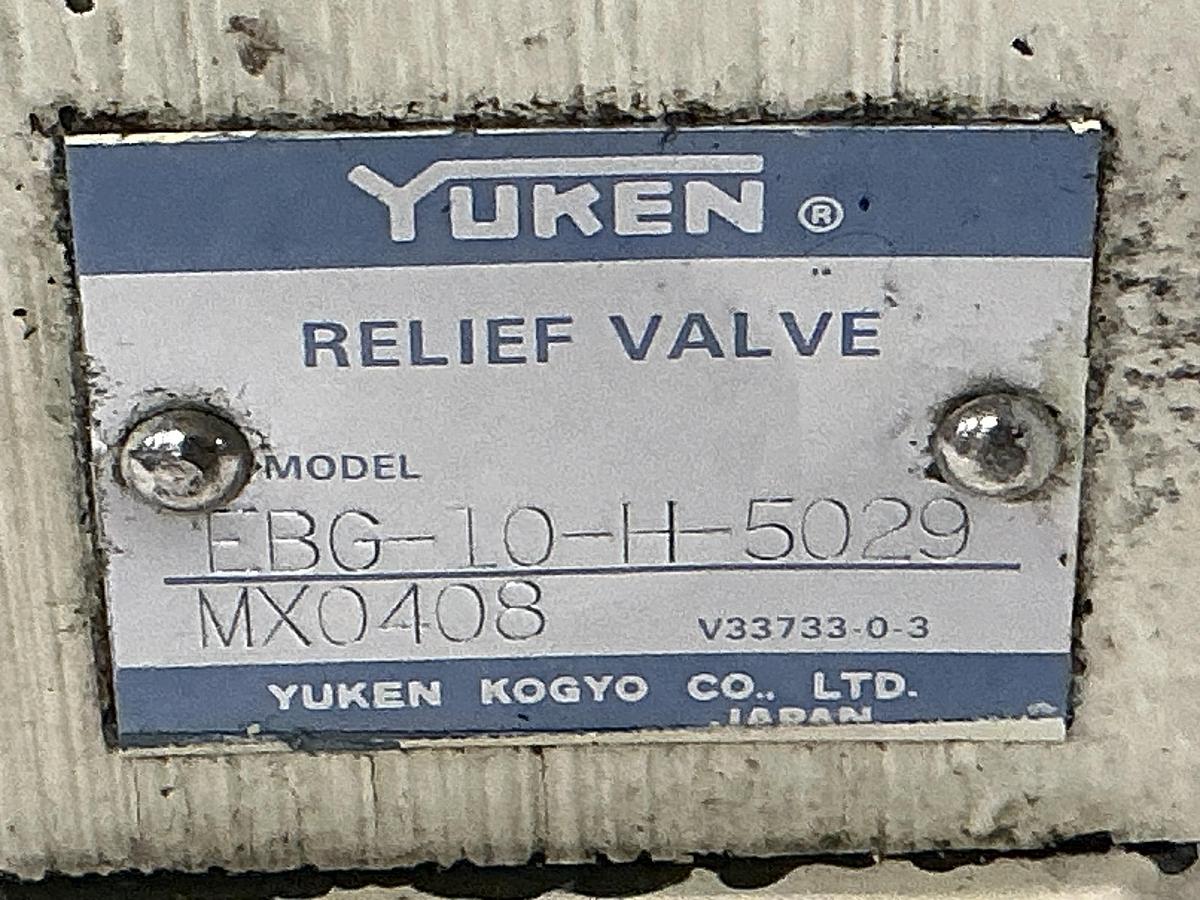 YUKEN ®
RELIEF VALVE
MODEL
EBG-10-H-5029
MX0408 V33733-0-3
YUKEN KOGYO CO., LTD.
JAPAN